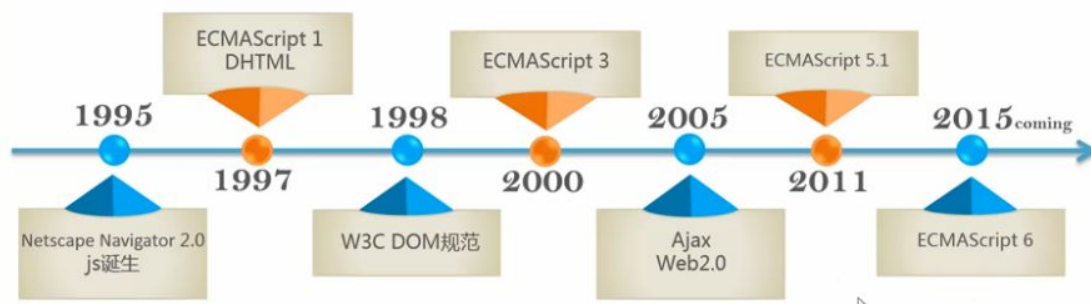 ECMAScript 1
DHTML
ECMAScript 3
ECMAScript 5.1
1995
1998
2005
2015coming
1997
2000
2011
Netscape Navigator 2.0
js诞生
W3C DOM规范
Ajax
Web2.0
ECMAScript 6